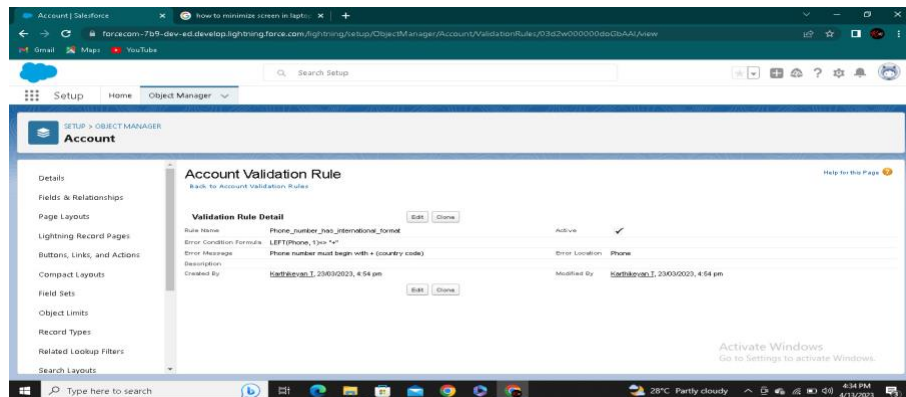 Account | Salesforce
how to minimize screen in laptop
forcecom-7b9-dev-ed.develop.lightning.force.com/lightning/setup/ObjectManager/Account/ValidationRules/03d2w000000doGbAAI/view
Gmail Maps YouTube
Search Setup
Setup Home Object Manager
SETUP > OBJECT MANAGER
Account
Details
Fields & Relationships
Page Layouts
Lightning Record Pages
Buttons, Links, and Actions
Compact Layouts
Field Sets
Object Limits
Record Types
Related Lookup Filters
Search Layouts
Account Validation Rule
Help for this Page
Back to Account Validation Rules
Validation Rule Detail Edit Clone
Rule Name Phone_number_has_international_format Active
Error Condition Formula LEFT(Phone, 1)<> "+"
Error Message Phone number must begin with + (country code) Error Location Phone
Description
Created By Karthikeyan T, 23/03/2023, 4:54 pm Modified By Karthikeyan T, 23/03/2023, 4:54 pm
Edit Clone
Activate Windows
Go to Settings to activate Windows.
Type here to search
28°C Partly cloudy
4:34 PM
4/13/2023